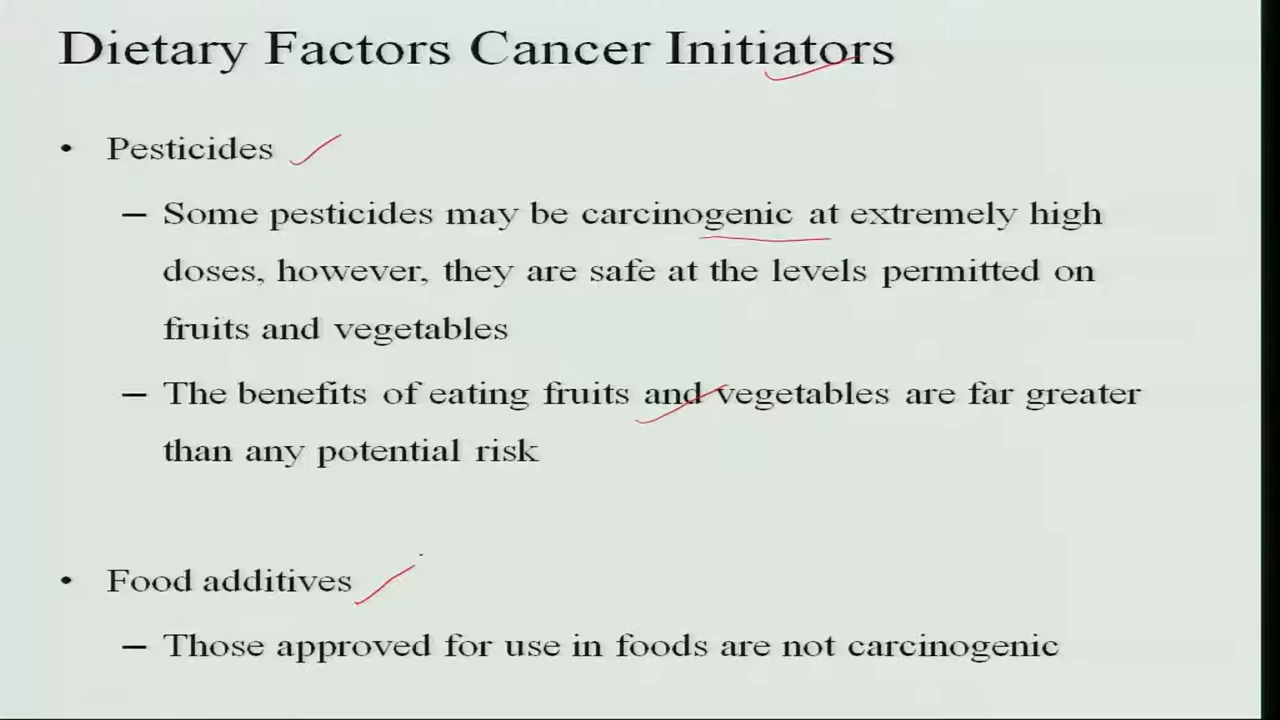 Dietary Factors Cancer Initiators
• Pesticides
– Some pesticides may be carcinogenic at extremely high
doses, however, they are safe at the levels permitted on
fruits and vegetables
– The benefits of eating fruits and vegetables are far greater
than any potential risk
• Food additives
– Those approved for use in foods are not carcinogenic